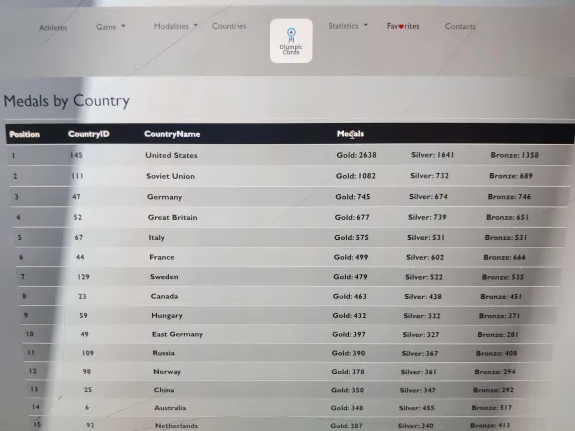 Athletes Game Modalities Countries Statistics Favorites Contacts
Olympic
Cards
Medals by Country
Position CountryID CountryName Medals
1 145 United States Gold: 2638 Silver: 1641 Bronze: 1358
2 111 Soviet Union Gold: 1082 Silver: 732 Bronze: 689
3 47 Germany Gold: 745 Silver: 674 Bronze: 746
4 52 Great Britain Gold: 677 Silver: 739 Bronze: 651
5 67 Italy Gold: 575 Silver: 531 Bronze: 531
6 44 France Gold: 499 Silver: 602 Bronze: 666
7 129 Sweden Gold: 479 Silver: 522 Bronze: 535
8 23 Canada Gold: 463 Silver: 438 Bronze: 451
9 59 Hungary Gold: 432 Silver: 332 Bronze: 371
10 49 East Germany Gold: 397 Silver: 327 Bronze: 281
11 109 Russia Gold: 390 Silver: 367 Bronze: 408
12 98 Norway Gold: 378 Silver: 361 Bronze: 294
13 25 China Gold: 350 Silver: 347 Bronze: 292
14 6 Australia Gold: 348 Silver: 455 Bronze: 517
15 92 Netherlands Gold: 287 Silver: 340 Bronze: 413